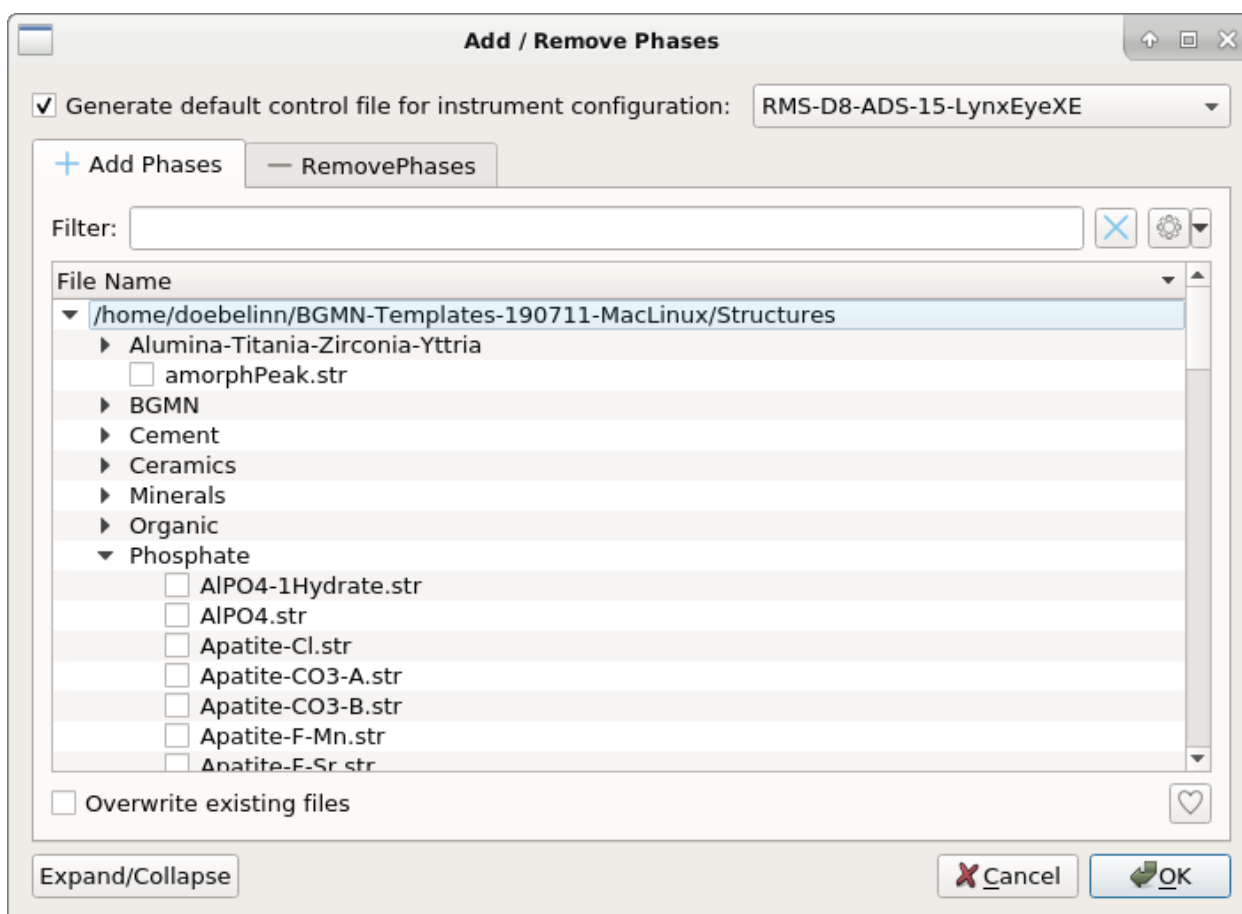 Add / Remove Phases
Generate default control file for instrument configuration: RMS-D8-ADS-15-LynxEyeXE
Add Phases RemovePhases
Filter:
File Name
/home/doebelinn/BGMN-Templates-190711-MacLinux/Structures
Alumina-Titania-Zirconia-Yttria
amorphPeak.str
BGMN
Cement
Ceramics
Minerals
Organic
Phosphate
AlPO4-1Hydrate.str
AlPO4.str
Apatite-Cl.str
Apatite-CO3-A.str
Apatite-CO3-B.str
Apatite-F-Mn.str
Apatite-F-Sr.str
Overwrite existing files
Expand/Collapse Cancel OK